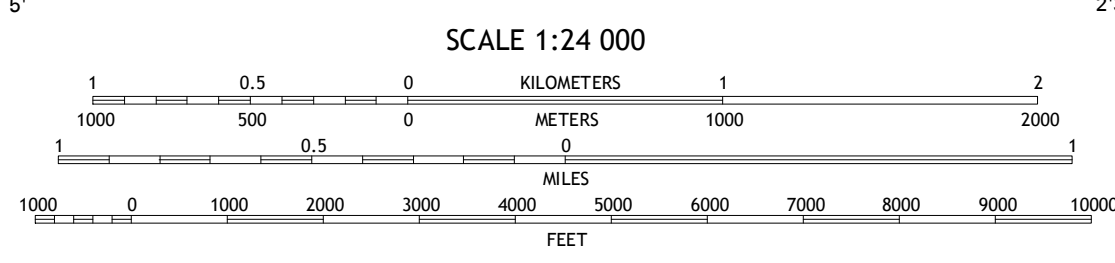 5' 2'
SCALE 1:24 000
1 0.5 0 KILOMETERS 1 2
1000 500 0 METERS 1000 2000
1 0.5 0 1
MILES
1000 0 1000 2000 3000 4000 5000 6000 7000 8000 9000 10000
FEET